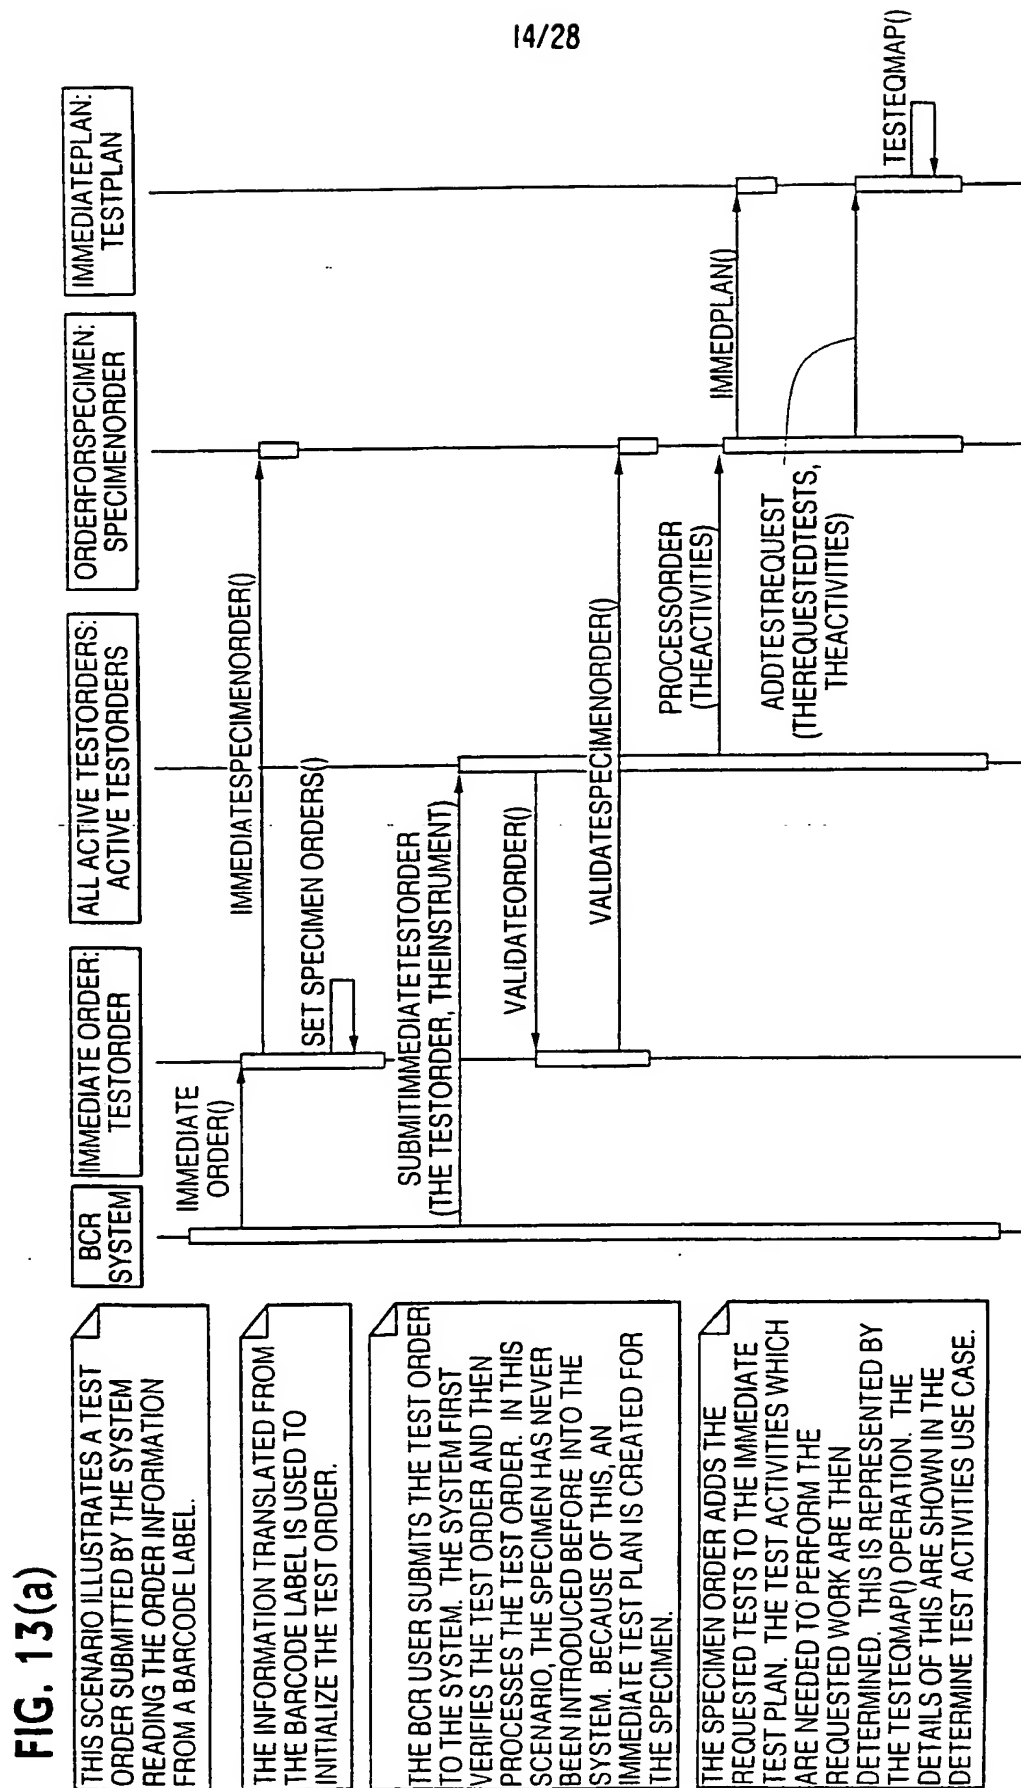 14/28
FIG. 13(a)
THIS SCENARIO ILLUSTRATES A TEST
ORDER SUBMITTED BY THE SYSTEM
READING THE ORDER INFORMATION
FROM A BARCODE LABEL.
THE INFORMATION TRANSLATED FROM
THE BARCODE LABEL IS USED TO
INITIALIZE THE TEST ORDER.
THE BCR USER SUBMITS THE TEST ORDER
TO THE SYSTEM. THE SYSTEM FIRST
VERIFIES THE TEST ORDER AND THEN
PROCESSES THE TEST ORDER. IN THIS
SCENARIO, THE SPECIMEN HAS NEVER
BEEN INTRODUCED BEFORE INTO THE
SYSTEM. BECAUSE OF THIS, AN
IMMEDIATE TEST PLAN IS CREATED FOR
THE SPECIMEN.
THE SPECIMEN ORDER ADDS THE
REQUESTED TESTS TO THE IMMEDIATE
TEST PLAN. THE TEST ACTIVITIES WHICH
ARE NEEDED TO PERFORM THE
REQUESTED WORK ARE THEN
DETERMINED. THIS IS REPRESENTED BY
THE TESTEQMAP() OPERATION. THE
DETAILS OF THIS ARE SHOWN IN THE
DETERMINE TEST ACTIVITIES USE CASE.
BCR
SYSTEM
IMMEDIATE ORDER:
TESTORDER
ALL ACTIVE TESTORDERS:
ACTIVE TESTORDERS
ORDERFORSPECIMEN:
SPECIMENORDER
IMMEDIATEPLAN:
TESTPLAN
IMMEDIATE
ORDER()
IMMEDIATESPECIMENORDER()
SET SPECIMEN ORDERS()
SUBMITIMMEDIATETESTORDER
(THE TESTORDER, THEINSTRUMENT)
VALIDATEORDER()
VALIDATESPECIMENORDER()
PROCESSORDER
(THEACTIVITIES)
IMMEDPLAN()
ADDTESTREQUEST
(THEREQUESTEDTESTS,
THEACTIVITIES)
TESTEQMAP()